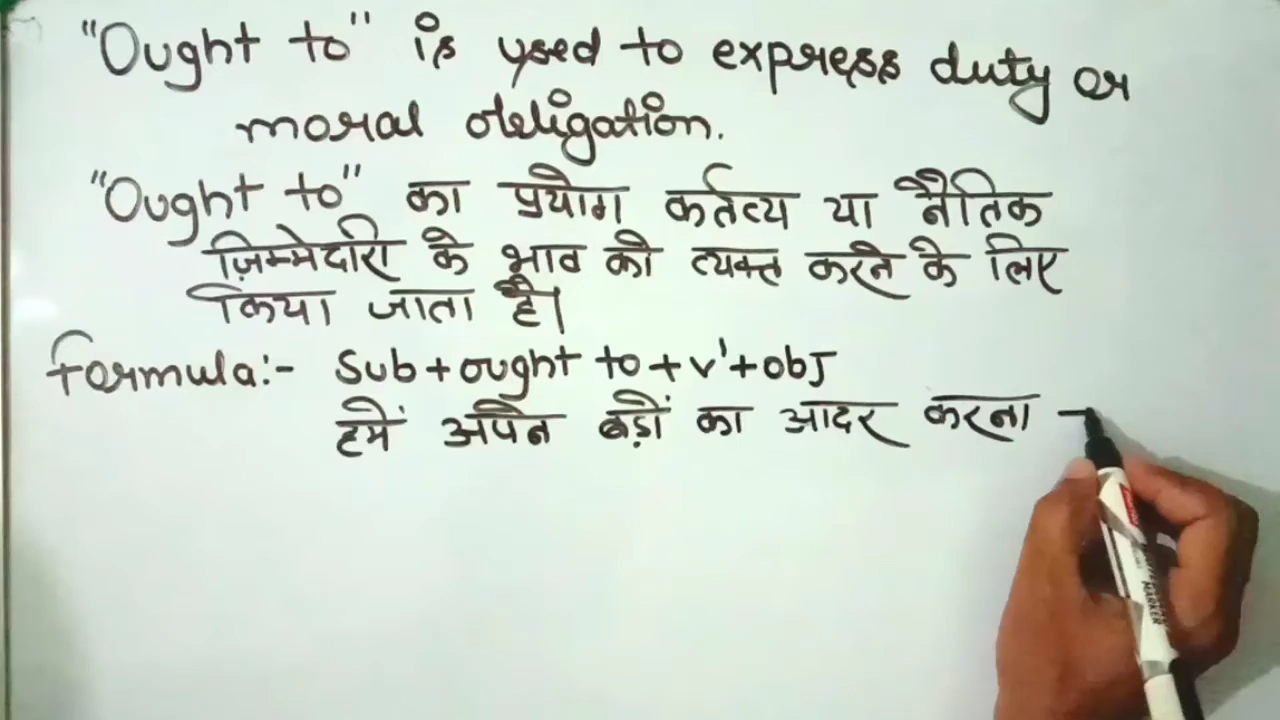 "Ought to" is used to express duty or
moral obligation.
"Ought to" का प्रयोग कर्तव्य या नैतिक
ज़िम्मेदारी के भाव को व्यक्त करने के लिए
किया जाता है।
Formula:- Sub+ought to+v'+obj
हमें अपने बड़ों का आदर करना